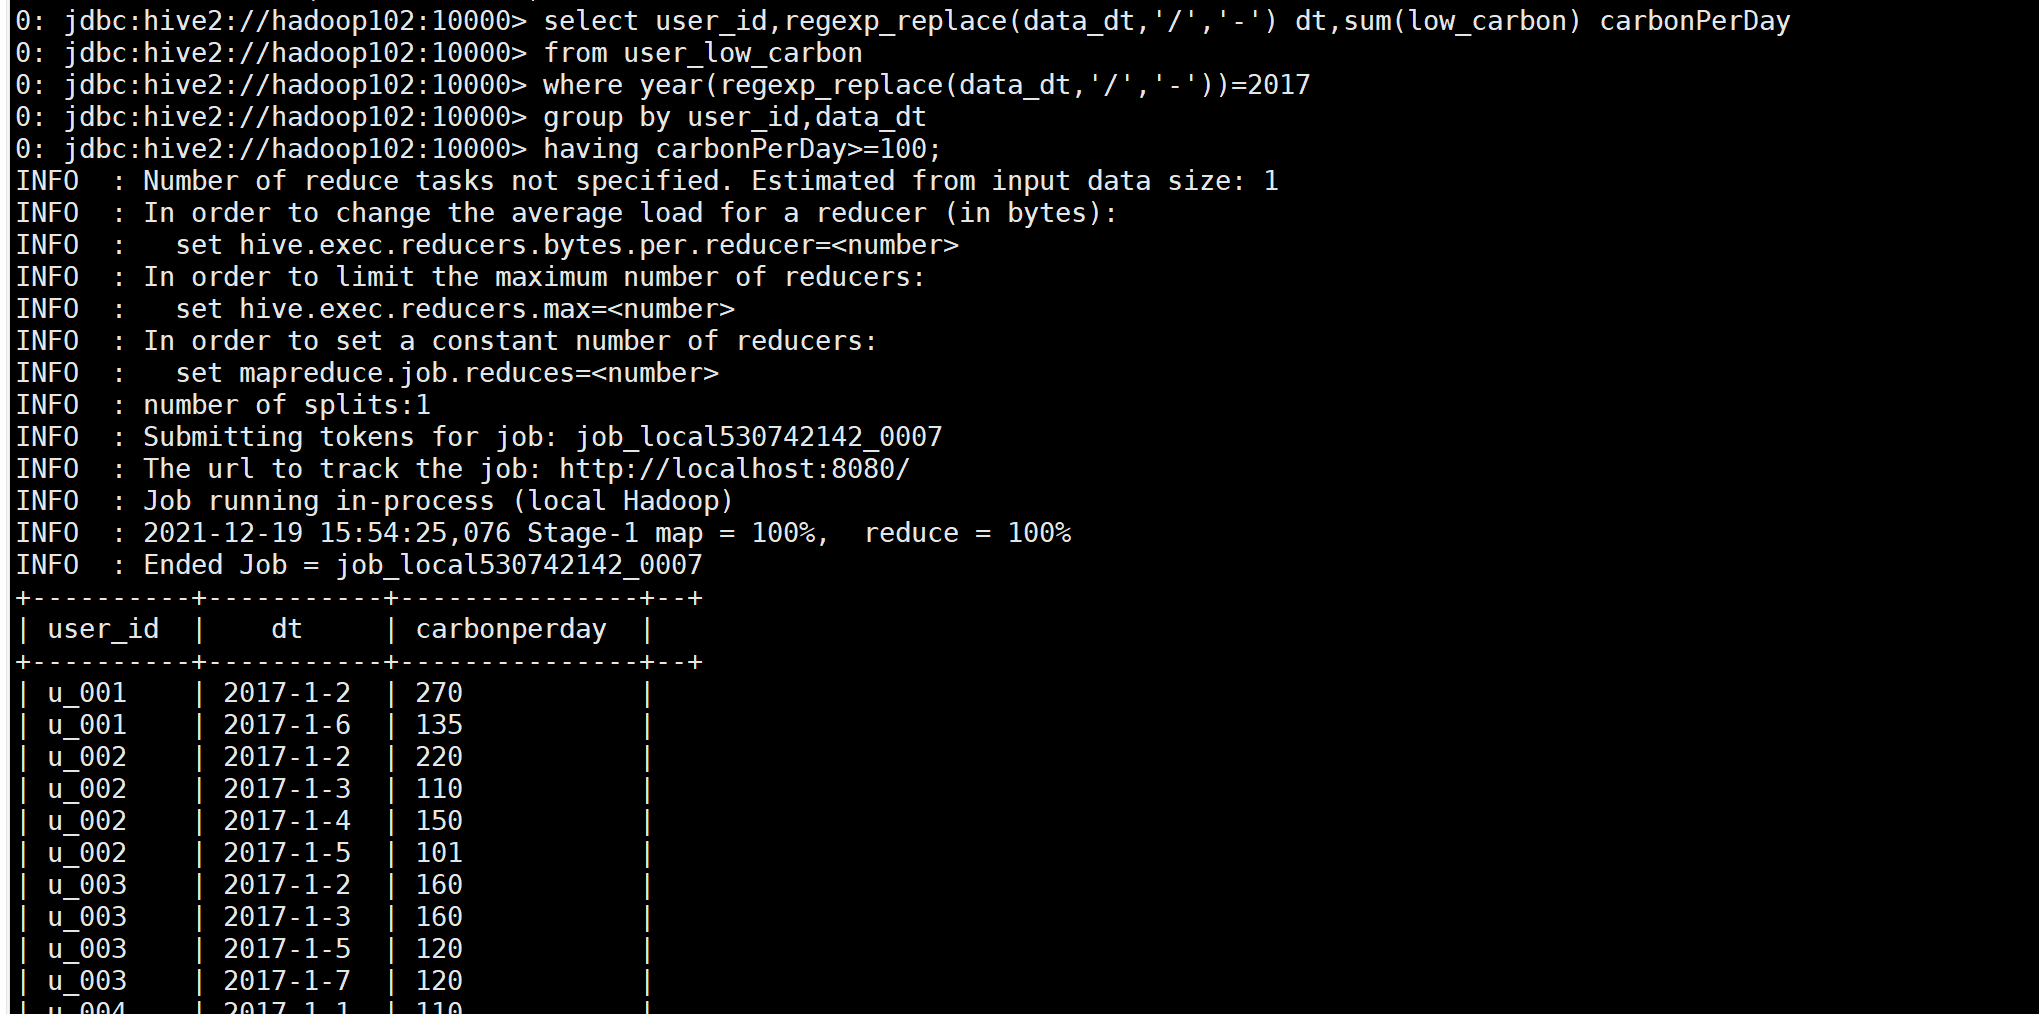 0: jdbc:hive2://hadoop102:10000> select user_id,regexp_replace(data_dt,'/','-') dt,sum(low_carbon) carbonPerDay
0: jdbc:hive2://hadoop102:10000> from user_low_carbon
0: jdbc:hive2://hadoop102:10000> where year(regexp_replace(data_dt,'/','-'))=2017
0: jdbc:hive2://hadoop102:10000> group by user_id,data_dt
0: jdbc:hive2://hadoop102:10000> having carbonPerDay>=100;
INFO  : Number of reduce tasks not specified. Estimated from input data size: 1
INFO  : In order to change the average load for a reducer (in bytes):
INFO  :   set hive.exec.reducers.bytes.per.reducer=<number>
INFO  : In order to limit the maximum number of reducers:
INFO  :   set hive.exec.reducers.max=<number>
INFO  : In order to set a constant number of reducers:
INFO  :   set mapreduce.job.reduces=<number>
INFO  : number of splits:1
INFO  : Submitting tokens for job: job_local530742142_0007
INFO  : The url to track the job: http://localhost:8080/
INFO  : Job running in-process (local Hadoop)
INFO  : 2021-12-19 15:54:25,076 Stage-1 map = 100%,  reduce = 100%
INFO  : Ended Job = job_local530742142_0007
+----------+-----------+---------------+--+
| user_id  |    dt     | carbonperday  |
+----------+-----------+---------------+--+
| u_001    | 2017-1-2  | 270           |
| u_001    | 2017-1-6  | 135           |
| u_002    | 2017-1-2  | 220           |
| u_002    | 2017-1-3  | 110           |
| u_002    | 2017-1-4  | 150           |
| u_002    | 2017-1-5  | 101           |
| u_003    | 2017-1-2  | 160           |
| u_003    | 2017-1-3  | 160           |
| u_003    | 2017-1-5  | 120           |
| u_003    | 2017-1-7  | 120           |
| u_004    | 2017-1-1  | 110           |